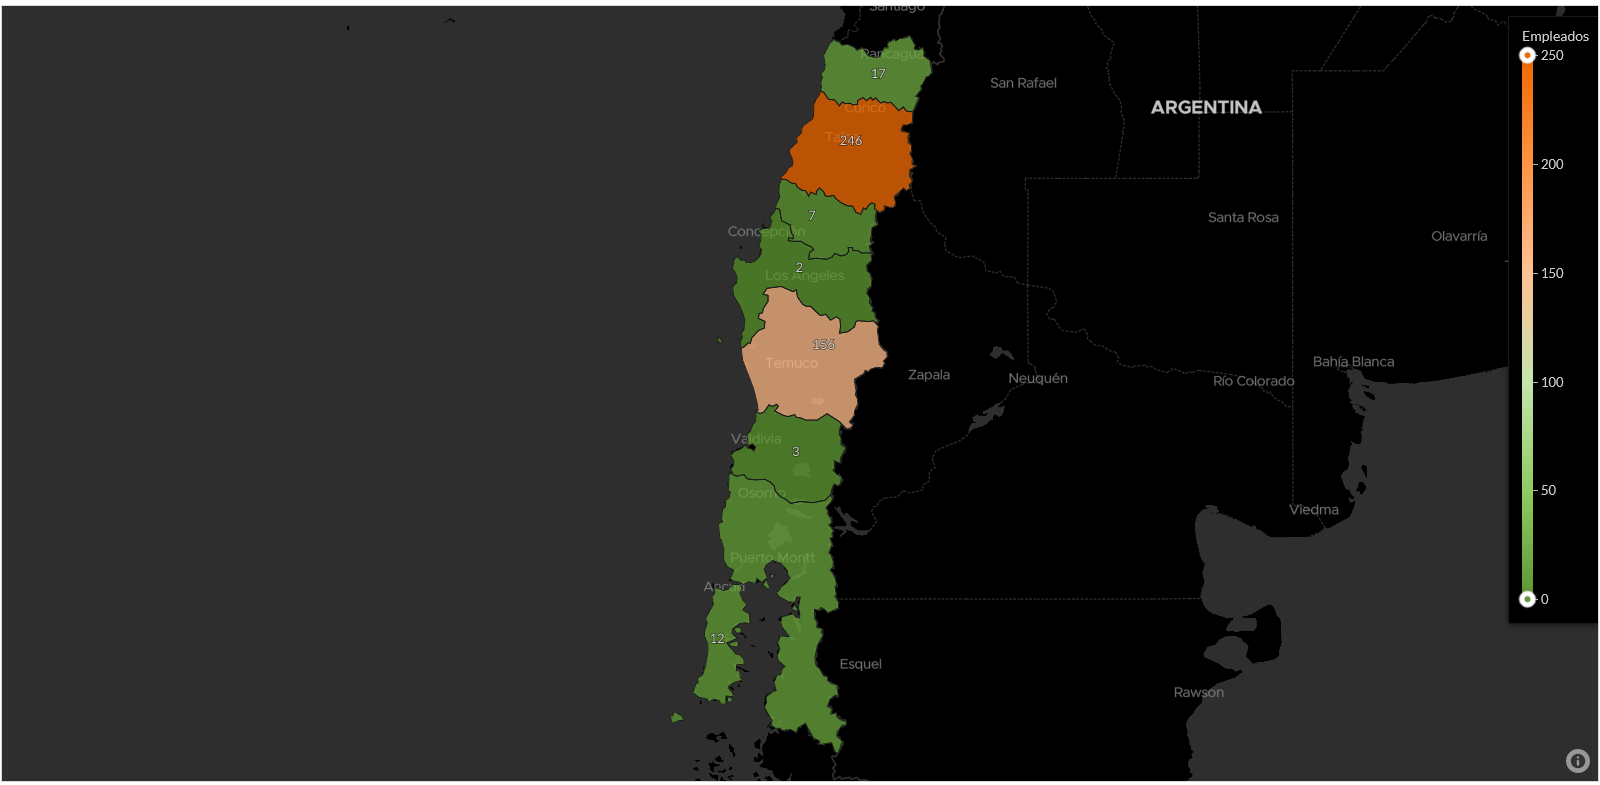 Santiago
Empleados
250
Rancagua
17
San Rafael
ARGENTINA
Curicó
Talca
246
200
7
Santa Rosa
Concepción
Olavarría
2
Los Ángeles
150
156
Temuco
Zapala
Neuquén
Bahía Blanca
Río Colorado
100
Valdivia
3
Osorno
50
Viedma
Puerto Montt
Ancud
0
12
Esquel
Rawson